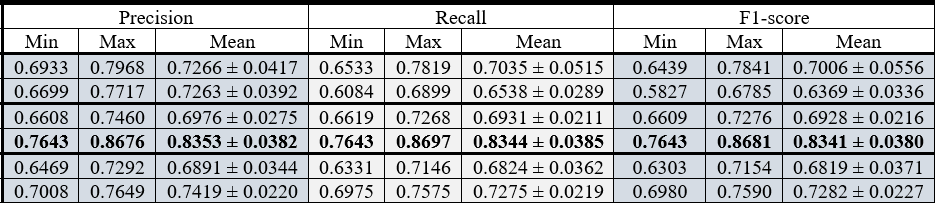 Precision Recall F1-score
Min Max Mean Min Max Mean Min Max Mean
0.6933 0.7968 0.7266 ± 0.0417 0.6533 0.7819 0.7035 ± 0.0515 0.6439 0.7841 0.7006 ± 0.0556
0.6699 0.7717 0.7263 ± 0.0392 0.6084 0.6899 0.6538 ± 0.0289 0.5827 0.6785 0.6369 ± 0.0336
0.6608 0.7460 0.6976 ± 0.0275 0.6619 0.7268 0.6931 ± 0.0211 0.6609 0.7276 0.6928 ± 0.0216
0.7643 0.8676 0.8353 ± 0.0382 0.7643 0.8697 0.8344 ± 0.0385 0.7643 0.8681 0.8341 ± 0.0380
0.6469 0.7292 0.6891 ± 0.0344 0.6331 0.7146 0.6824 ± 0.0362 0.6303 0.7154 0.6819 ± 0.0371
0.7008 0.7649 0.7419 ± 0.0220 0.6975 0.7575 0.7275 ± 0.0219 0.6980 0.7590 0.7282 ± 0.0227